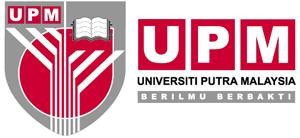 UPM
UPM
UNIVERSITI PUTRA MALAYSIA
BERILMU BERBAKTI